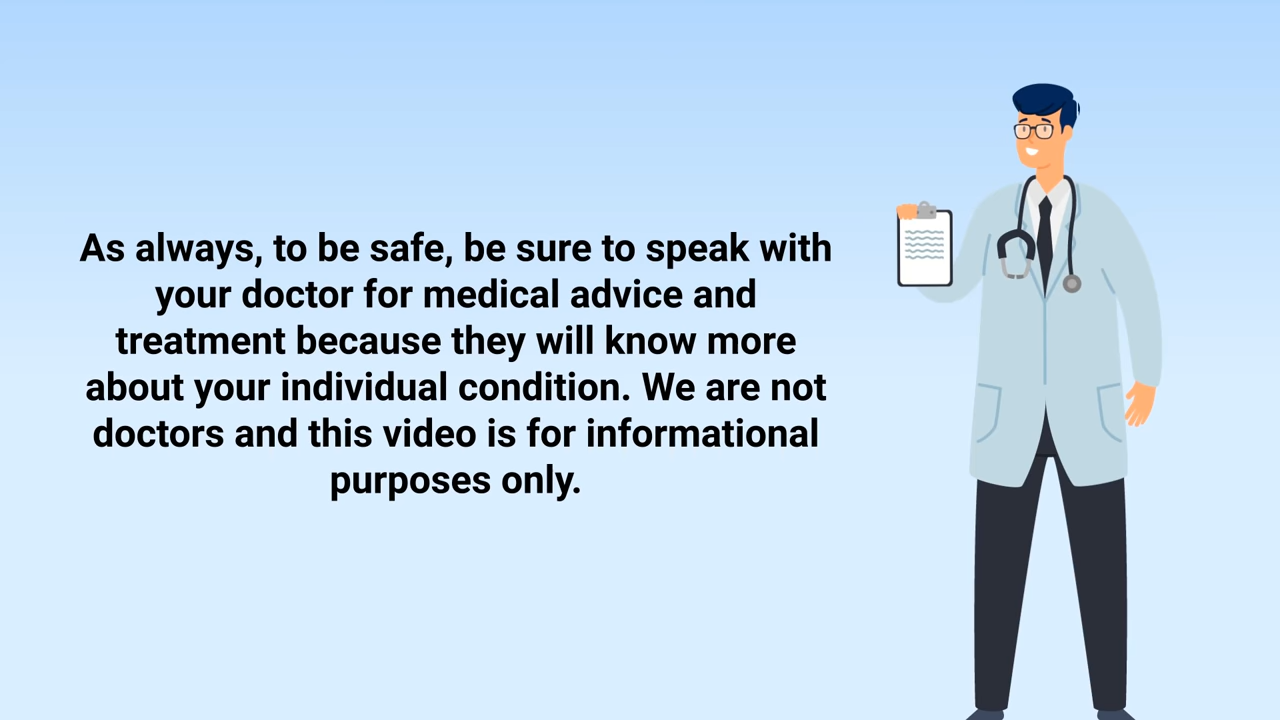 As always, to be safe, be sure to speak with
your doctor for medical advice and
treatment because they will know more
about your individual condition. We are not
doctors and this video is for informational
purposes only.